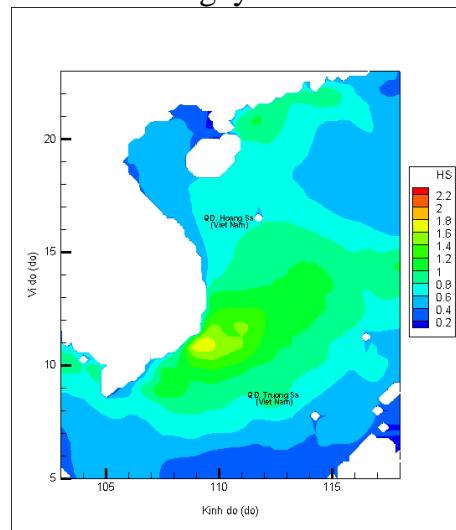 HS
2.2
2
1.8
1.6
1.4
1.2
1
0.8
0.6
0.4
0.2
20
15
10
5
Vi do (do)
QD. Hoang Sa
(Viet Nam)
QD. Truong Sa
(Viet Nam)
105
110
115
Kinh do (do)